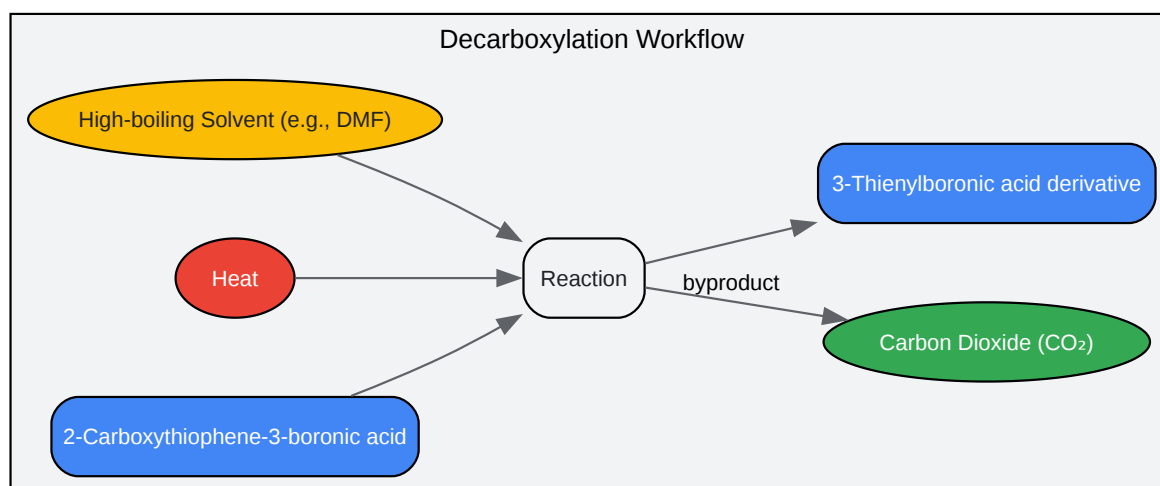 Decarboxylation Workflow
High-boiling Solvent (e.g., DMF)
3-Thienylboronic acid derivative
Heat
Reaction
byproduct
Carbon Dioxide (CO₂)
2-Carboxythiophene-3-boronic acid